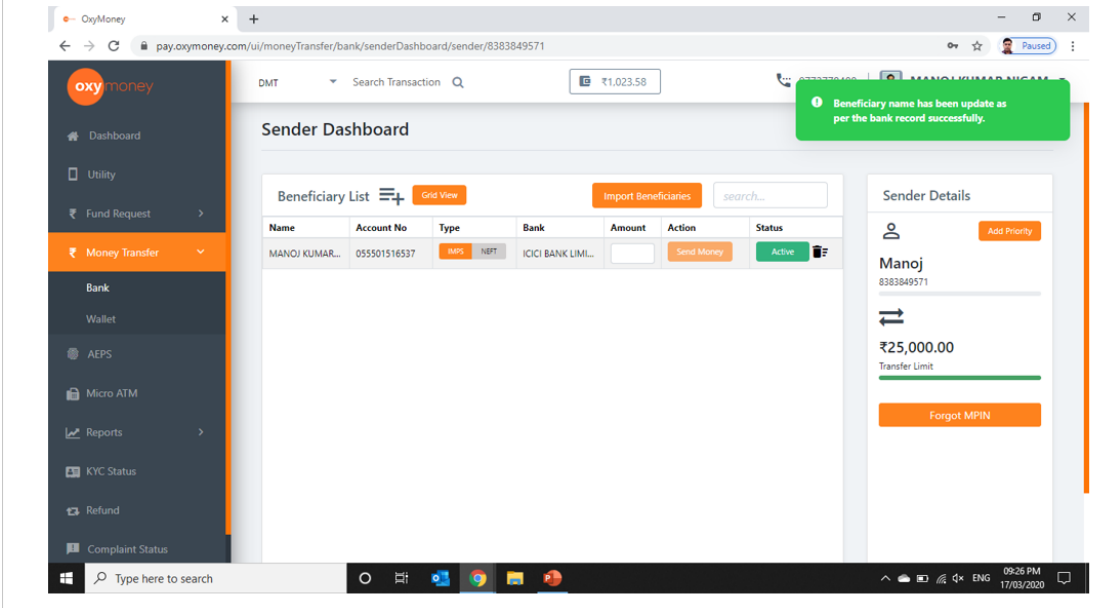 OxyMoney
pay.oxymoney.com/ui/moneyTransfer/bank/senderDashboard/sender/8383849571
Paused
oxymoney
DMT
Search Transaction
₹1,023.58
MANOJ KUMAR NIGAM
Beneficiary name has been update as
per the bank record successfully.
Dashboard
Utility
₹ Fund Request
₹ Money Transfer
Bank
Wallet
AEPS
Micro ATM
Reports
KYC Status
Refund
Complaint Status
Sender Dashboard
Beneficiary List
Grid View
Import Beneficiaries
search...
Name Account No Type Bank Amount Action Status
MANOJ KUMAR... 055501516537 IMPS NEFT ICICI BANK LIMI... Send Money Active
Sender Details
Add Priority
Manoj
8383849571
₹25,000.00
Transfer Limit
Forgot MPIN
Type here to search
ENG
09:26 PM
17/03/2020